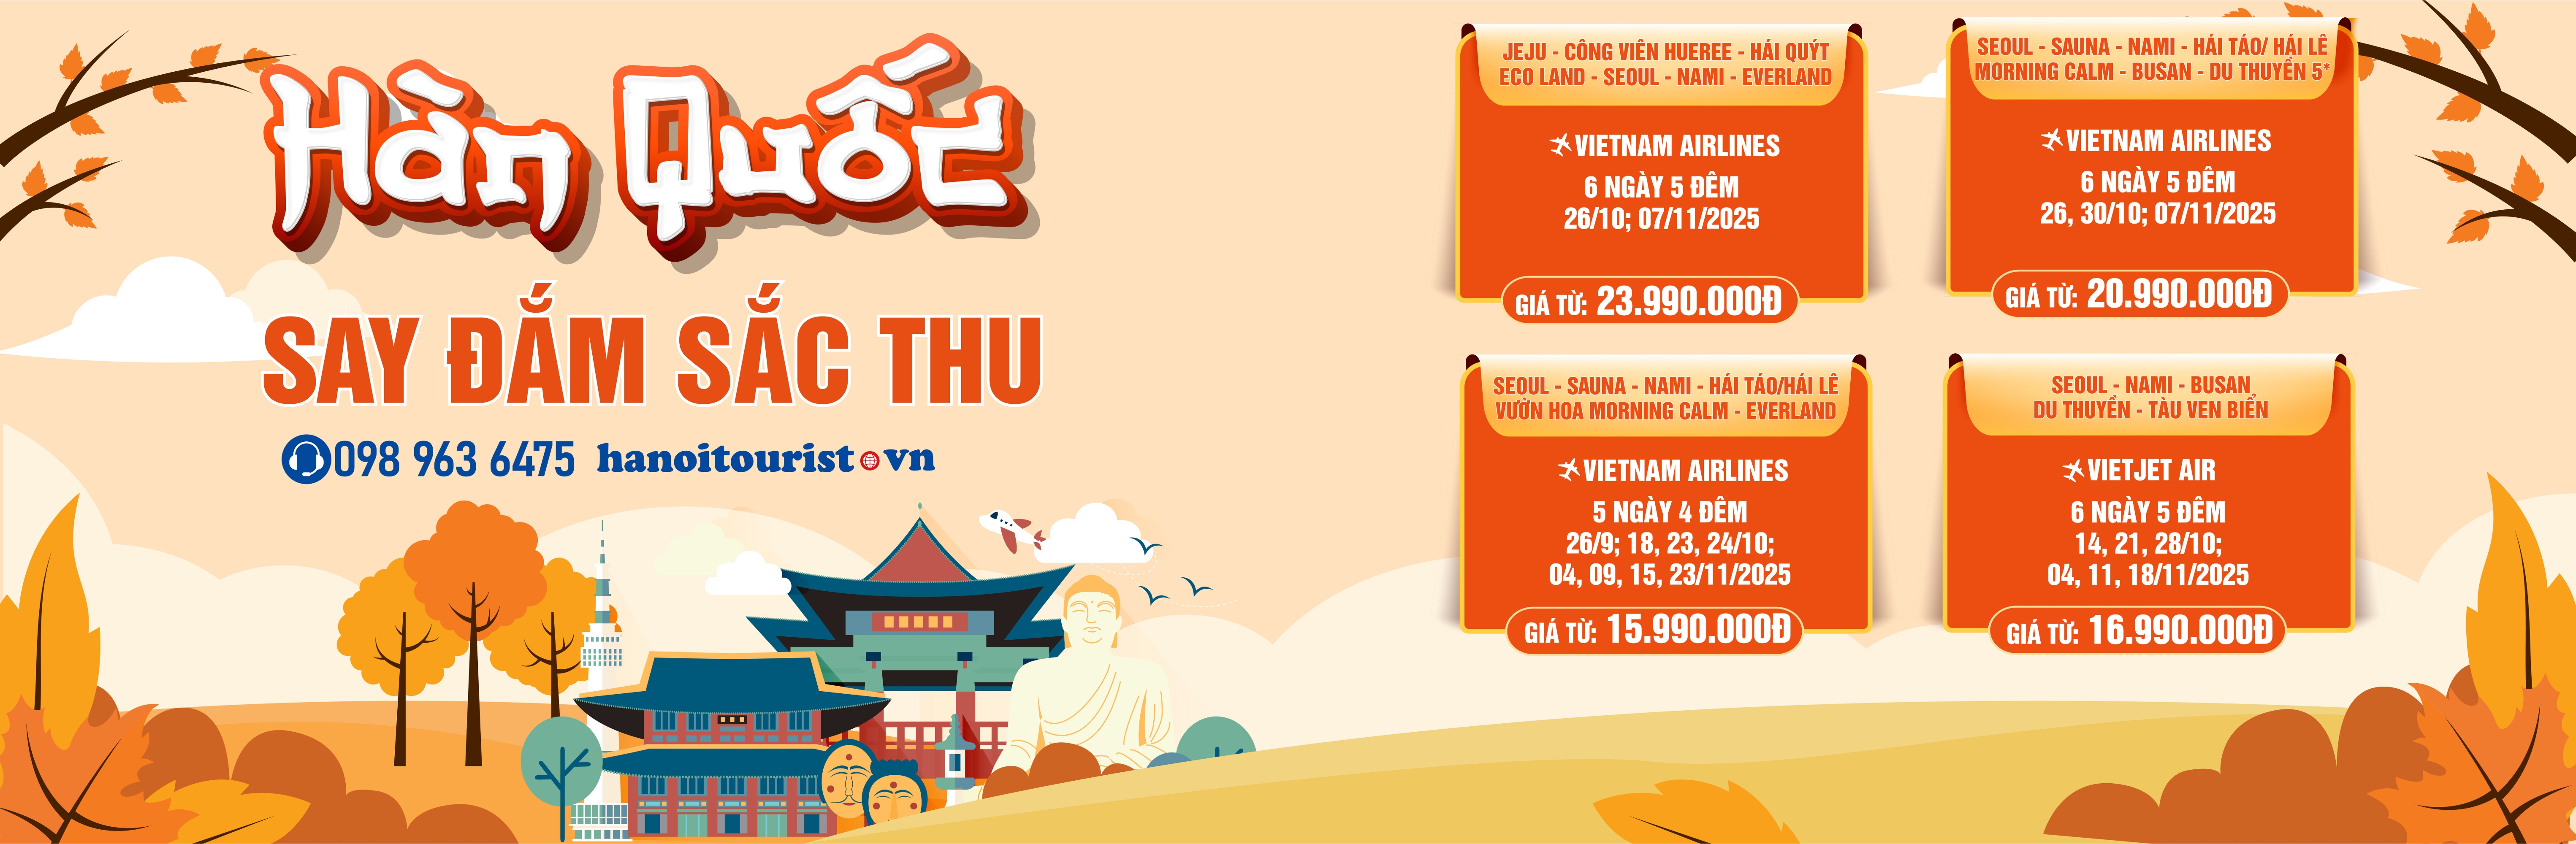 Hàn Quốc
SAY ĐẮM SẮC THU
098 963 6475 hanoitourist.vn
JEJU - CÔNG VIÊN HUEREE - HÁI QUÝT
ECO LAND - SEOUL - NAMI - EVERLAND
VIETNAM AIRLINES
6 NGÀY 5 ĐÊM
26/10; 07/11/2025
GIÁ TỪ: 23.990.000Đ
SEOUL - SAUNA - NAMI - HÁI TÁO/ HÁI LÊ
MORNING CALM - BUSAN - DU THUYỀN 5*
VIETNAM AIRLINES
6 NGÀY 5 ĐÊM
26, 30/10; 07/11/2025
GIÁ TỪ: 20.990.000Đ
SEOUL - SAUNA - NAMI - HÁI TÁO/HÁI LÊ
VƯỜN HOA MORNING CALM - EVERLAND
VIETNAM AIRLINES
5 NGÀY 4 ĐÊM
26/9; 18, 23, 24/10;
04, 09, 15, 23/11/2025
GIÁ TỪ: 15.990.000Đ
SEOUL - NAMI - BUSAN
DU THUYỀN - TÀU VEN BIỂN
VIETJET AIR
6 NGÀY 5 ĐÊM
14, 21, 28/10;
04, 11, 18/11/2025
GIÁ TỪ: 16.990.000Đ